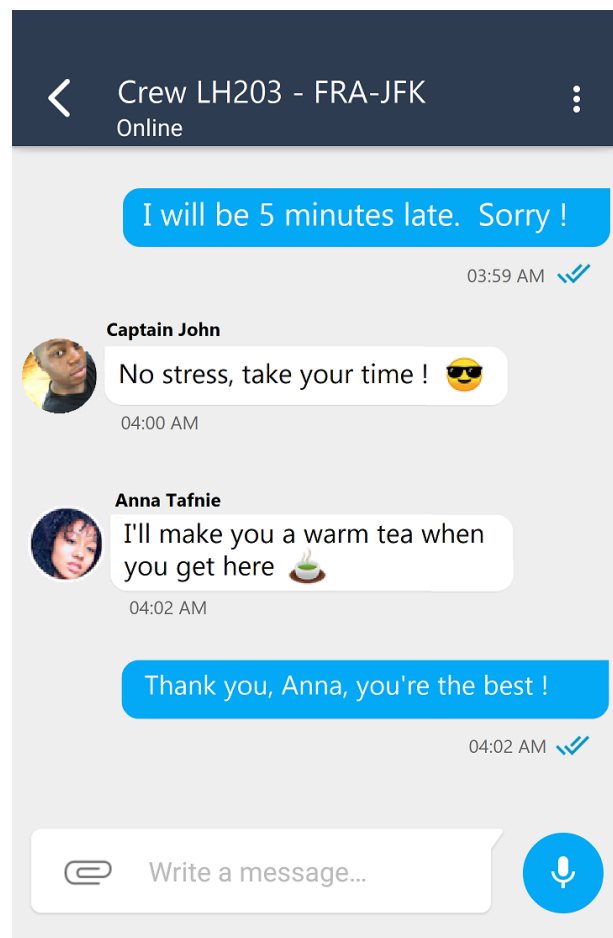 Crew LH203 - FRA-JFK
Online
I will be 5 minutes late.  Sorry !
03:59 AM
Captain John
No stress, take your time ! 😎
04:00 AM
Anna Tafnie
I'll make you a warm tea when
you get here 🍵
04:02 AM
Thank you, Anna, you're the best !
04:02 AM
Write a message...